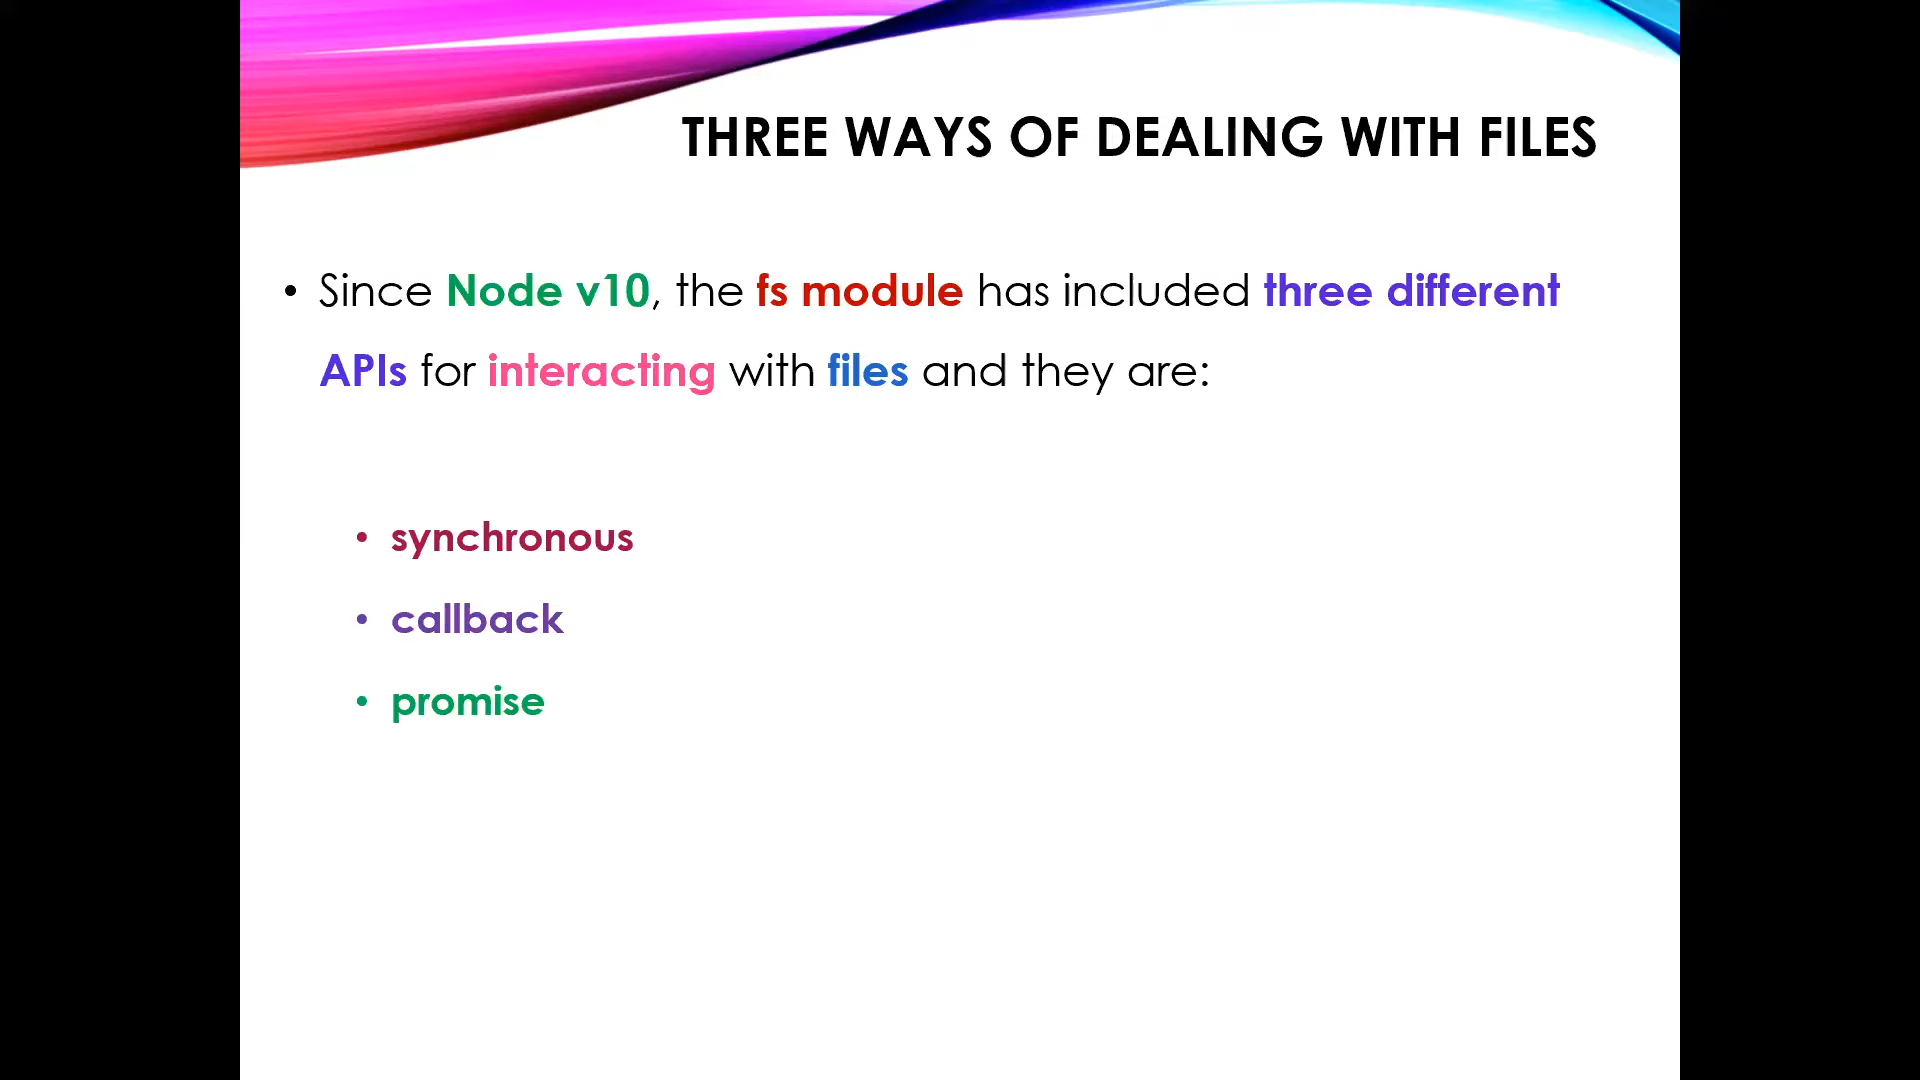 THREE WAYS OF DEALING WITH FILES
• Since Node v10, the fs module has included three different
APIs for interacting with files and they are:
• synchronous
• callback
• promise